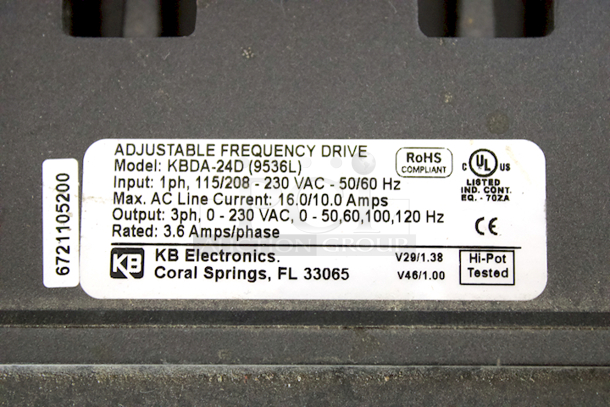 ADJUSTABLE FREQUENCY DRIVE
Model: KBDA-24D (9536L)
Input: 1ph, 115/208 - 230 VAC - 50/60 Hz
Max. AC Line Current: 16.0/10.0 Amps
Output: 3ph, 0 - 230 VAC, 0 - 50,60,100,120 Hz
Rated: 3.6 Amps/phase
KB
KB Electronics.
Coral Springs, FL 33065
V29/1.38
V46/1.00
Hi-Pot
Tested
RoHS
COMPLIANT
C UL US
LISTED
IND. CONT.
EQ. - 70ZA
CE
6721105200
AUCTION GROUP